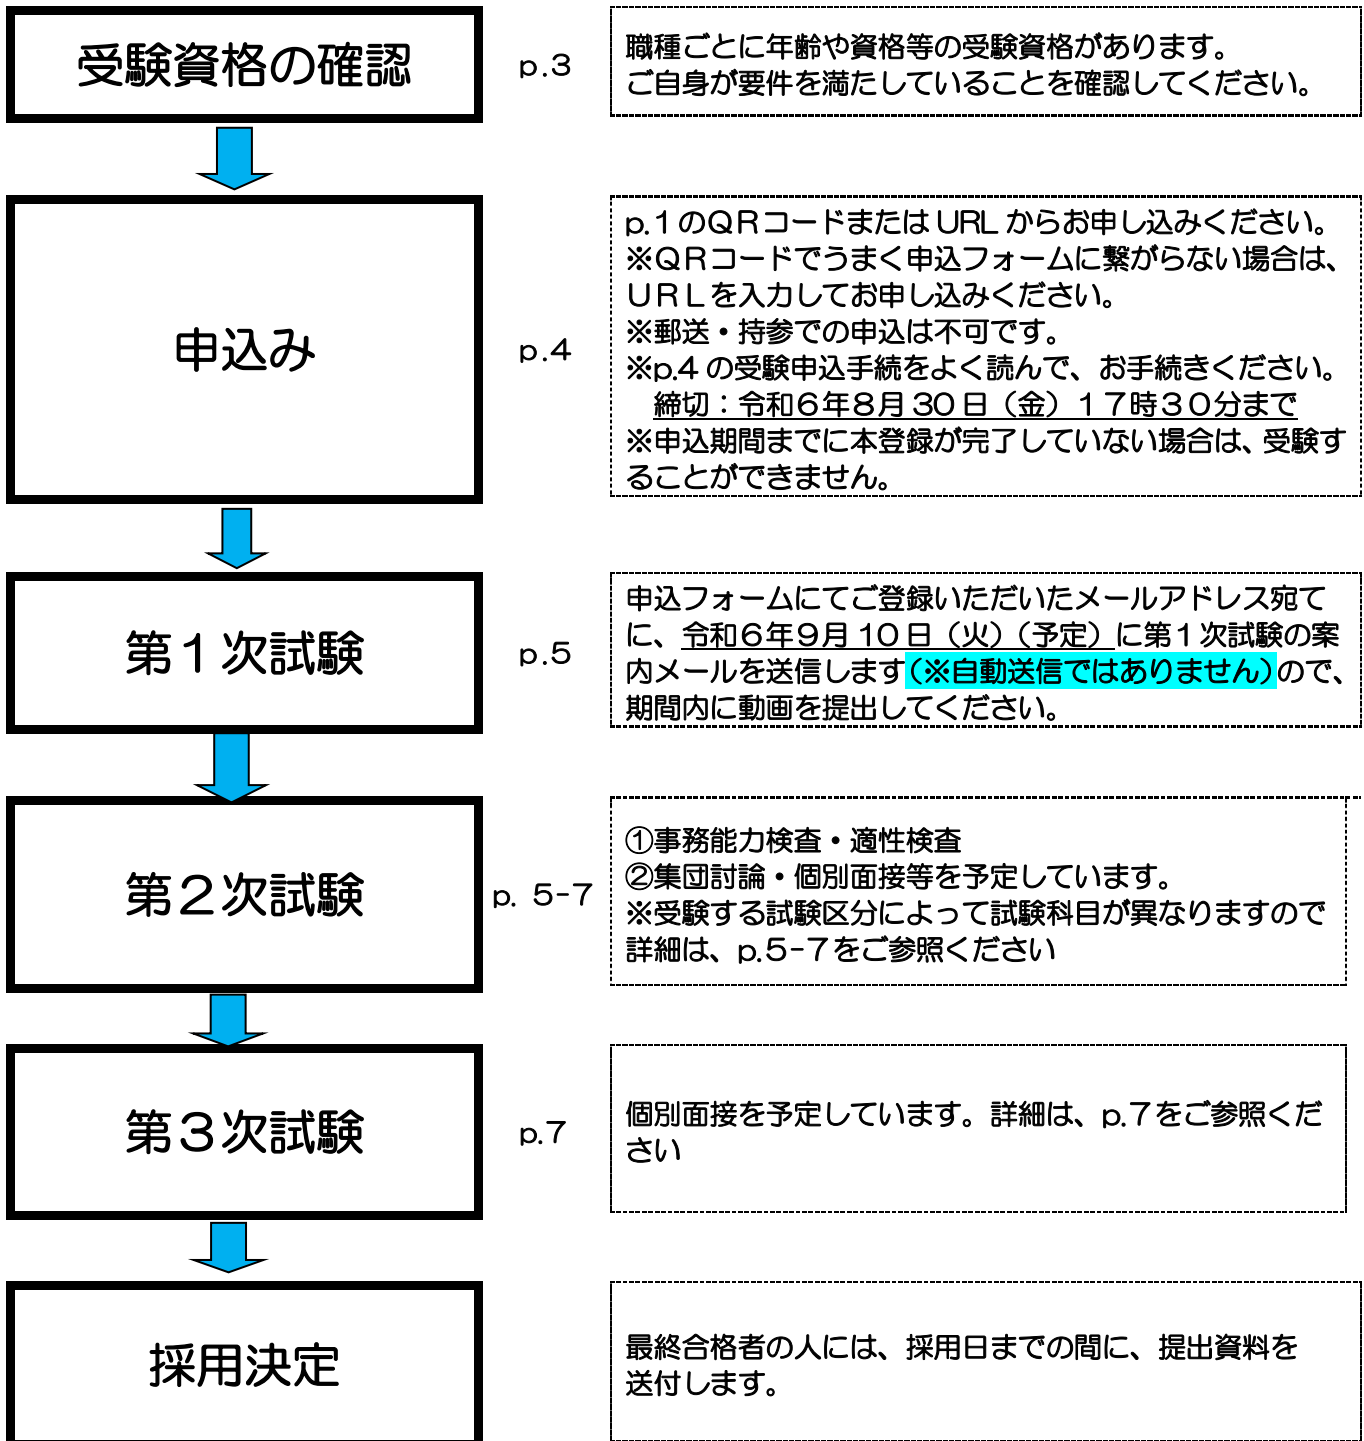 受験資格の確認
p.3
職種ごとに年齢や資格等の受験資格があります。
ご自身が要件を満たしていることを確認してください。
申込み
p.4
p.1のQRコードまたはURLからお申し込みください。
※QRコードでうまく申込フォームに繋がらない場合は、
URLを入力してお申し込みください。
※郵送・持参での申込は不可です。
※p.4の受験申込手続をよく読んで、お手続きください。
締切：令和6年8月30日（金）17時30分まで
※申込期間までに本登録が完了していない場合は、受験す
ることができません。
第1次試験
p.5
申込フォームにてご登録いただいたメールアドレス宛て
に、令和6年9月10日（火）（予定）に第1次試験の案
内メールを送信します（※自動送信ではありません）ので、
期間内に動画を提出してください。
第2次試験
p. 5-7
①事務能力検査・適性検査
②集団討論・個別面接等を予定しています。
※受験する試験区分によって試験科目が異なりますので
詳細は、p.5-7をご参照ください
第3次試験
p.7
個別面接を予定しています。詳細は、p.7をご参照くだ
さい
採用決定
最終合格者の人には、採用日までの間に、提出資料を
送付します。